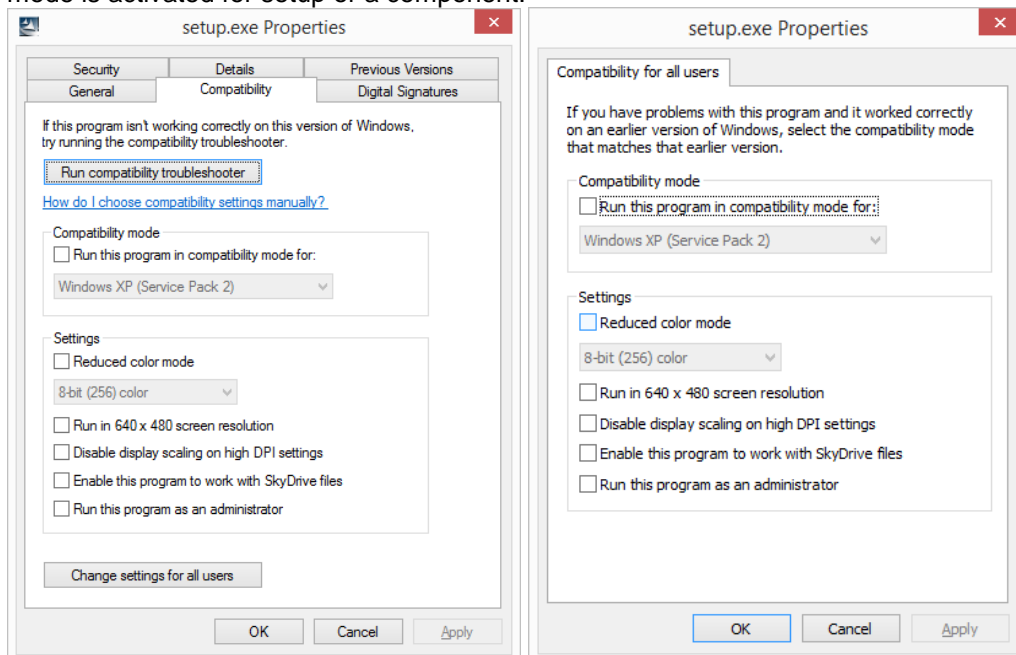 mode is activated for setup or a component.
setup.exe Properties
Security Details Previous Versions
General Compatibility Digital Signatures
If this program isn't working correctly on this version of Windows,
try running the compatibility troubleshooter.
Run compatibility troubleshooter
How do I choose compatibility settings manually?
Compatibility mode
Run this program in compatibility mode for:
Windows XP (Service Pack 2)
Settings
Reduced color mode
8-bit (256) color
Run in 640 x 480 screen resolution
Disable display scaling on high DPI settings
Enable this program to work with SkyDrive files
Run this program as an administrator
Change settings for all users
OK Cancel Apply
setup.exe Properties
Compatibility for all users
If you have problems with this program and it worked correctly
on an earlier version of Windows, select the compatibility mode
that matches that earlier version.
Compatibility mode
Run this program in compatibility mode for:
Windows XP (Service Pack 2)
Settings
Reduced color mode
8-bit (256) color
Run in 640 x 480 screen resolution
Disable display scaling on high DPI settings
Enable this program to work with SkyDrive files
Run this program as an administrator
OK Cancel Apply